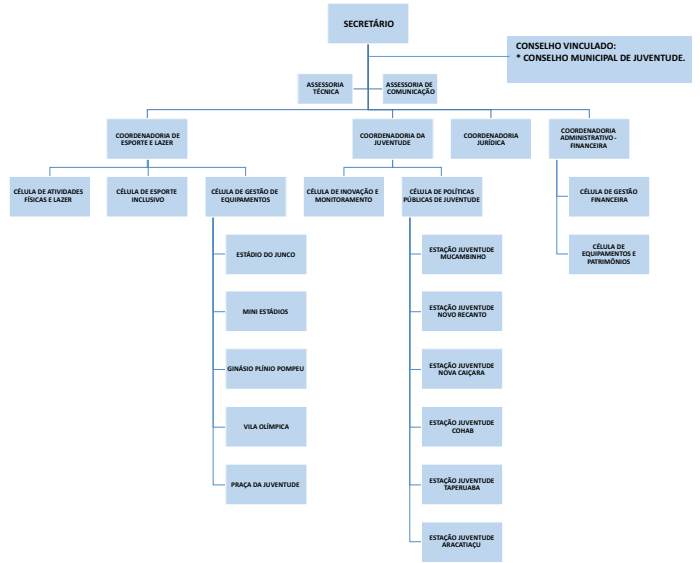 SECRETÁRIO
CONSELHO VINCULADO:
* CONSELHO MUNICIPAL DE JUVENTUDE.
ASSESSORIA
TÉCNICA
ASSESSORIA DE
COMUNICAÇÃO
COORDENADORIA DE
ESPORTE E LAZER
COORDENADORIA DA
JUVENTUDE
COORDENADORIA
JURÍDICA
COORDENADORIA
ADMINISTRATIVO -
FINANCEIRA
CÉLULA DE ATIVIDADES
FÍSICAS E LAZER
CÉLULA DE ESPORTE
INCLUSIVO
CÉLULA DE GESTÃO DE
EQUIPAMENTOS
CÉLULA DE INOVAÇÃO E
MONITORAMENTO
CÉLULA DE POLÍTICAS
PÚBLICAS DE JUVENTUDE
CÉLULA DE GESTÃO
FINANCEIRA
ESTÁDIO DO JUNCO
ESTAÇÃO JUVENTUDE
MUCAMBINHO
CÉLULA DE
EQUIPAMENTOS E
PATRIMÔNIOS
MINI ESTÁDIOS
ESTAÇÃO JUVENTUDE
NOVO RECANTO
GINÁSIO PLÍNIO POMPEU
ESTAÇÃO JUVENTUDE
NOVA CAIÇARA
VILA OLÍMPICA
ESTAÇÃO JUVENTUDE
COHAB
PRAÇA DA JUVENTUDE
ESTAÇÃO JUVENTUDE
TAPERUABA
ESTAÇÃO JUVENTUDE
ARACATIAÇU